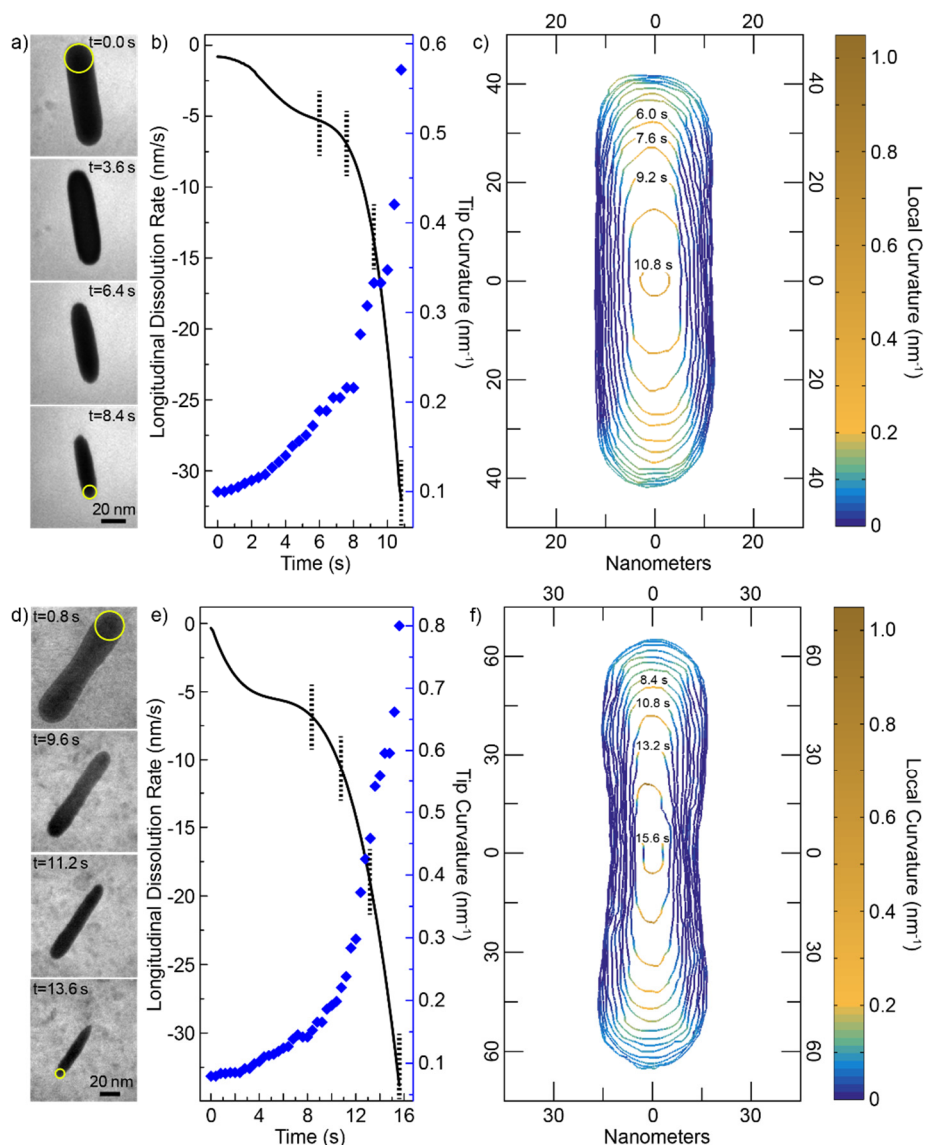 a)
t=0.0 s
t=3.6 s
t=6.4 s
t=8.4 s
20 nm
b)
Longitudinal Dissolution Rate (nm/s)
0
-5
-10
-15
-20
-25
-30
0 2 4 6 8 10
Time (s)
0.6
0.5
0.4
0.3
0.2
0.1
Tip Curvature (nm⁻¹)
c)
20 0 20
40
20
0
20
40
6.0 s
7.6 s
9.2 s
10.8 s
40
20
0
20
40
20 0 20
Nanometers
Local Curvature (nm⁻¹)
1.0
0.8
0.6
0.4
0.2
0
d)
t=0.8 s
t=9.6 s
t=11.2 s
t=13.6 s
20 nm
e)
Longitudinal Dissolution Rate (nm/s)
0
-5
-10
-15
-20
-25
-30
0 4 8 12 16
Time (s)
0.8
0.7
0.6
0.5
0.4
0.3
0.2
0.1
Tip Curvature (nm⁻¹)
f)
30 0 30
60
30
0
30
60
8.4 s
10.8 s
13.2 s
15.6 s
60
30
0
30
60
30 0 30
Nanometers
Local Curvature (nm⁻¹)
1.0
0.8
0.6
0.4
0.2
0